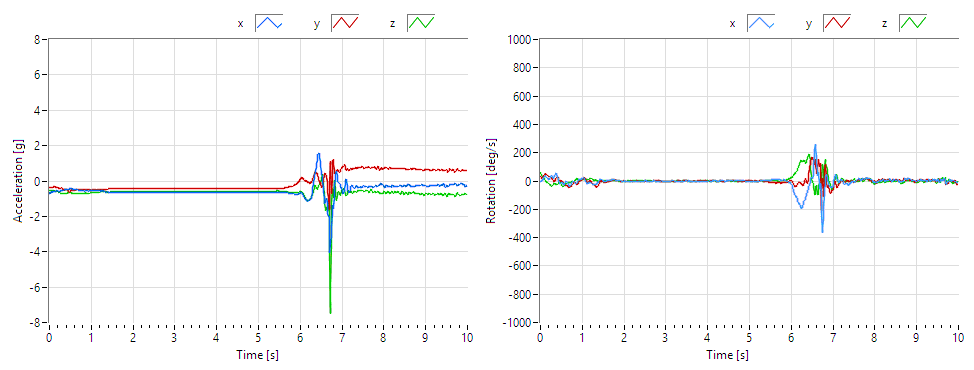 x y z
8
6
4
2
0
-2
-4
-6
-8
Acceleration [g]
0 1 2 3 4 5 6 7 8 9 10
Time [s]
x y z
1000
800
600
400
200
0
-200
-400
-600
-800
-1000
Rotation [deg/s]
0 1 2 3 4 5 6 7 8 9 10
Time [s]